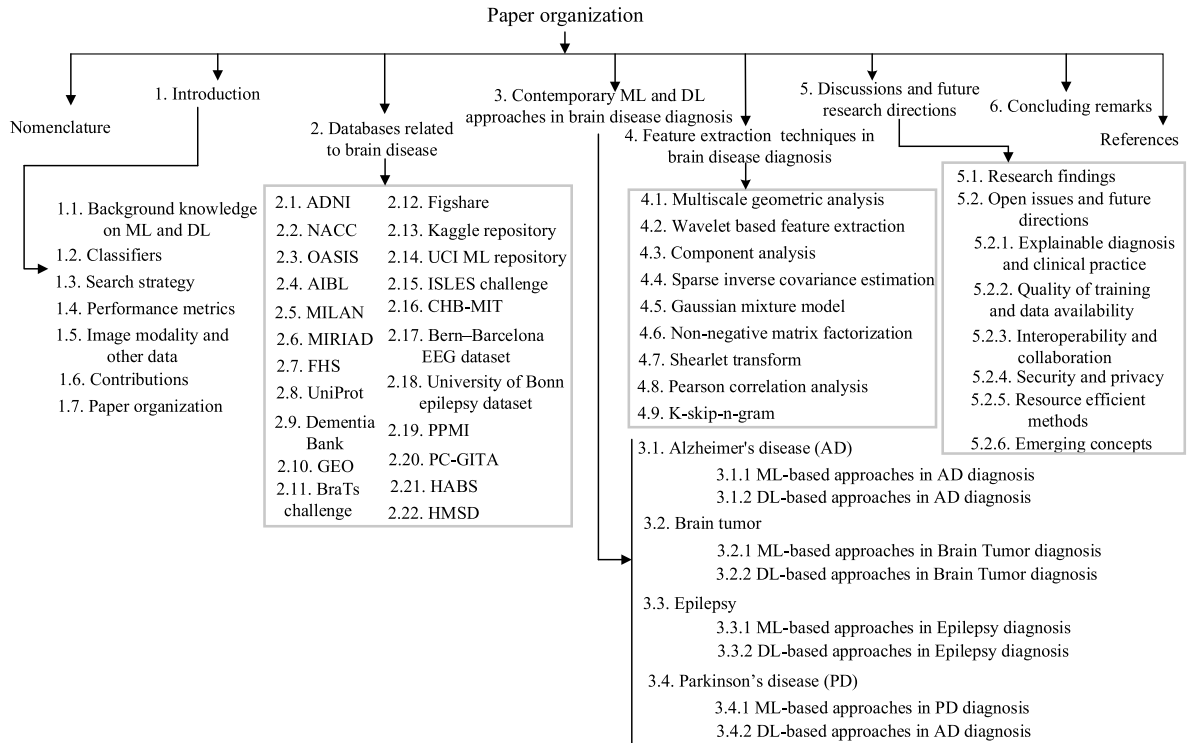 Paper organization
Nomenclature
1. Introduction
1.1. Background knowledge
on ML and DL
1.2. Classifiers
1.3. Search strategy
1.4. Performance metrics
1.5. Image modality and
other data
1.6. Contributions
1.7. Paper organization
2. Databases related
to brain disease
2.1. ADNI
2.2. NACC
2.3. OASIS
2.4. AIBL
2.5. MILAN
2.6. MIRIAD
2.7. FHS
2.8. UniProt
2.9. Dementia
Bank
2.10. GEO
2.11. BraTs
challenge
2.12. Figshare
2.13. Kaggle repository
2.14. UCI ML repository
2.15. ISLES challenge
2.16. CHB-MIT
2.17. Bern–Barcelona
EEG dataset
2.18. University of Bonn
epilepsy dataset
2.19. PPMI
2.20. PC-GITA
2.21. HABS
2.22. HMSD
3. Contemporary ML and DL
approaches in brain disease diagnosis
3.1. Alzheimer's disease (AD)
3.1.1 ML-based approaches in AD diagnosis
3.1.2 DL-based approaches in AD diagnosis
3.2. Brain tumor
3.2.1 ML-based approaches in Brain Tumor diagnosis
3.2.2 DL-based approaches in Brain Tumor diagnosis
3.3. Epilepsy
3.3.1 ML-based approaches in Epilepsy diagnosis
3.3.2 DL-based approaches in Epilepsy diagnosis
3.4. Parkinson’s disease (PD)
3.4.1 ML-based approaches in PD diagnosis
3.4.2 DL-based approaches in AD diagnosis
4. Feature extraction techniques in
brain disease diagnosis
4.1. Multiscale geometric analysis
4.2. Wavelet based feature extraction
4.3. Component analysis
4.4. Sparse inverse covariance estimation
4.5. Gaussian mixture model
4.6. Non-negative matrix factorization
4.7. Shearlet transform
4.8. Pearson correlation analysis
4.9. K-skip-n-gram
5. Discussions and future
research directions
5.1. Research findings
5.2. Open issues and future
directions
5.2.1. Explainable diagnosis
and clinical practice
5.2.2. Quality of training
and data availability
5.2.3. Interoperability and
collaboration
5.2.4. Security and privacy
5.2.5. Resource efficient
methods
5.2.6. Emerging concepts
6. Concluding remarks
References